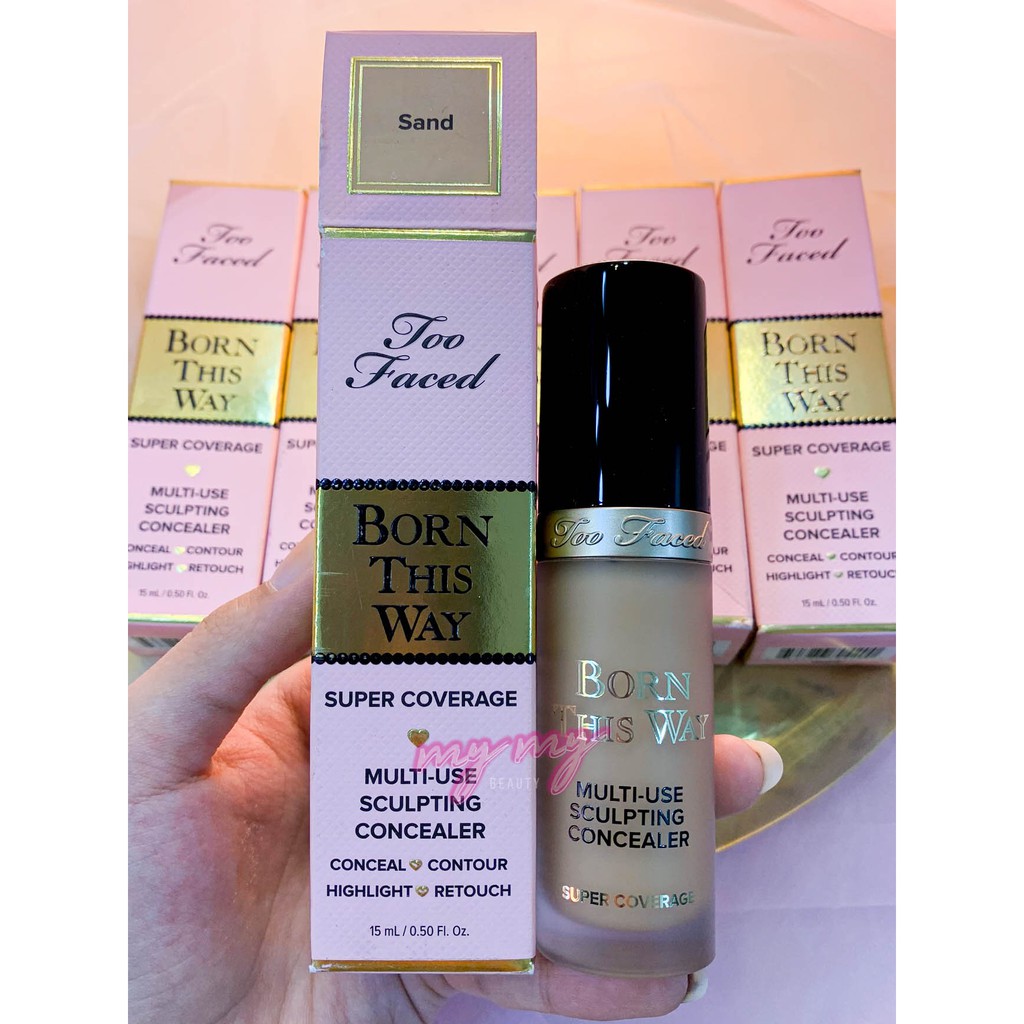 Sand
Too
Faced
BORN
THIS
WAY
SUPER COVERAGE
MULTI-USE
SCULPTING
CONCEALER
CONCEAL CONTOUR
HIGHLIGHT RETOUCH
15 mL / 0.50 Fl. Oz.
Too Faced
BORN
THIS WAY
MULTI-USE
SCULPTING
CONCEALER
SUPER COVERAGE
my my
BEAUTY
Too
Faced
BORN
THIS
WAY
SUPER COVERAGE
MULTI-USE
SCULPTING
CONCEALER
CONCEAL CONTOUR
HIGHLIGHT RETOUCH
15 mL / 0.50 Fl. Oz.
Too
Faced
Too
Faced
BORN
THIS
WAY
SUPER COVERAGE
MULTI-USE
SCULPTING
CONCEALER
CONCEAL CONTOUR
HIGHLIGHT RETOUCH
15 mL / 0.50 Fl. Oz.